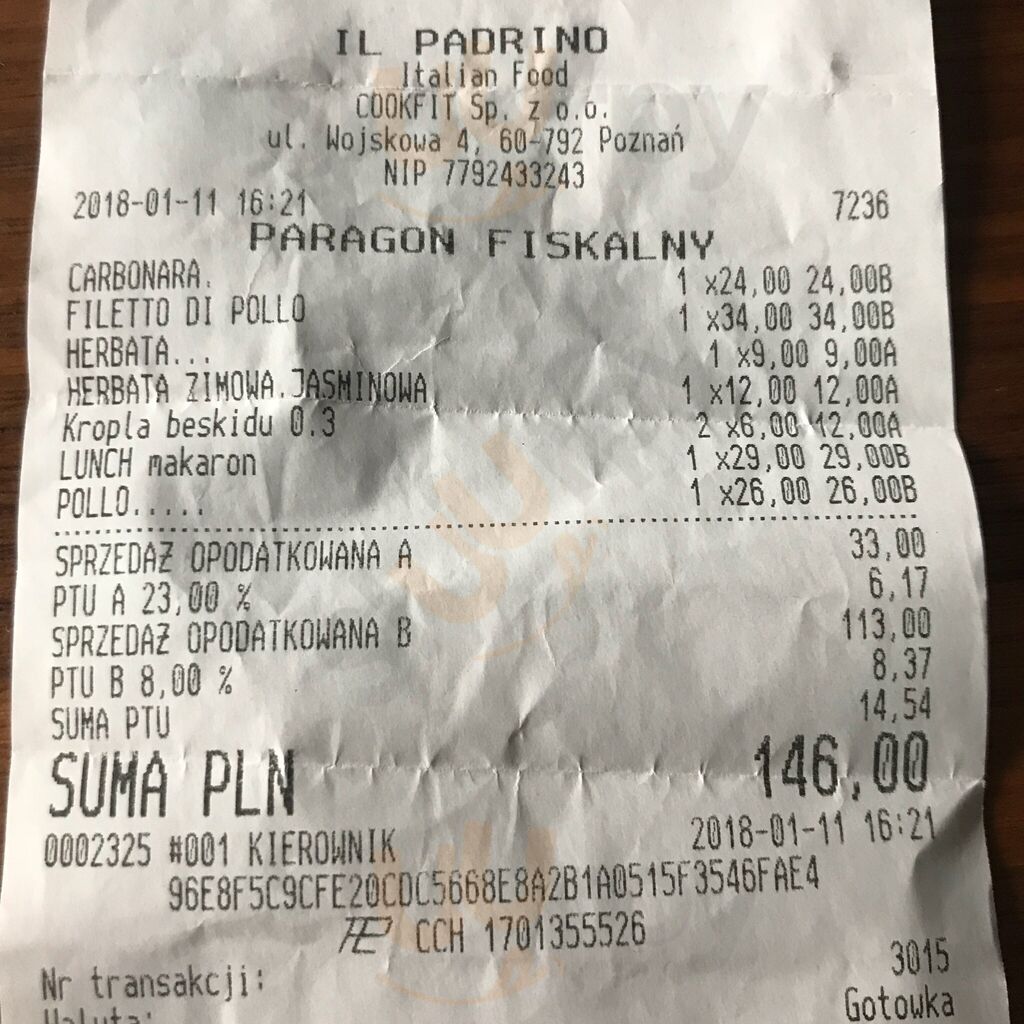 IL PADRINO
Italian Food
COOKFIT Sp. z o.o.
ul. Wojskowa 4, 60-792 Poznań
NIP 7792433243
2018-01-11 16:21 7236
PARAGON FISKALNY
CARBONARA. 1 x24,00 24,00B
FILETTO DI POLLO 1 x34,00 34,00B
HERBATA... 1 x9,00 9,00A
HERBATA ZIMOWA.JASMINOWA 1 x12,00 12,00A
Kropla beskidu 0.3 2 x6,00 12,00A
LUNCH makaron 1 x29,00 29,00B
POLLO..... 1 x26,00 26,00B
SPRZEDAŻ OPODATKOWANA A 33,00
PTU A 23,00 % 6,17
SPRZEDAŻ OPODATKOWANA B 113,00
PTU B 8,00 % 8,37
SUMA PTU 14,54
SUMA PLN 146,00
0002325 #001 KIEROWNIK 2018-01-11 16:21
96E8F5C9CFE20CDC5668E8A2B1A0515F3546FAE4
CCH 1701355526
Nr transakcji: 3015
Waluta: Gotowka